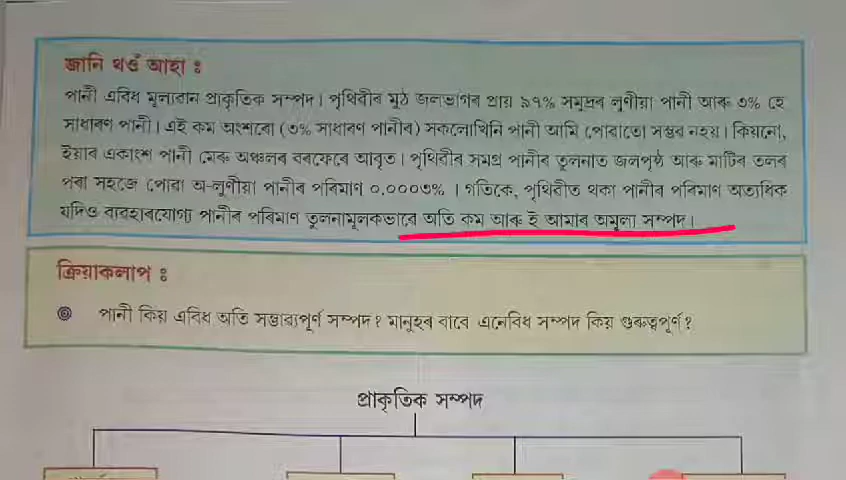 জানি থওঁ আহা ঃ
পানী এবিধ মূল্যবান প্ৰাকৃতিক সম্পদ। পৃথিৱীৰ মুঠ জলভাগৰ প্ৰায় ৯৭% সমুদ্ৰৰ লুণীয়া পানী আৰু ৩% হে
সাধাৰণ পানী। এই কম অংশৰো (৩% সাধাৰণ পানীৰ) সকলোখিনি পানী আমি পোৱাতো সম্ভৱ নহয়। কিয়নো,
ইয়াৰ একাংশ পানী মেৰু অঞ্চলৰ বৰফেৰে আবৃত। পৃথিৱীৰ সমগ্ৰ পানীৰ তুলনাত জলপৃষ্ঠ আৰু মাটিৰ তলৰ
পৰা সহজে পোৱা অ-লুণীয়া পানীৰ পৰিমাণ ০.০০০৩%। গতিকে, পৃথিৱীত থকা পানীৰ পৰিমাণ অত্যধিক
যদিও ব্যৱহাৰযোগ্য পানীৰ পৰিমাণ তুলনামূলকভাৱে অতি কম আৰু ই আমাৰ অমূল্য সম্পদ।
ক্ৰিয়াকলাপ ঃ
পানী কিয় এবিধ অতি সম্ভাৱ্যপূৰ্ণ সম্পদ? মানুহৰ বাবে এনেবিধ সম্পদ কিয় গুৰুত্বপূৰ্ণ?
প্ৰাকৃতিক সম্পদ